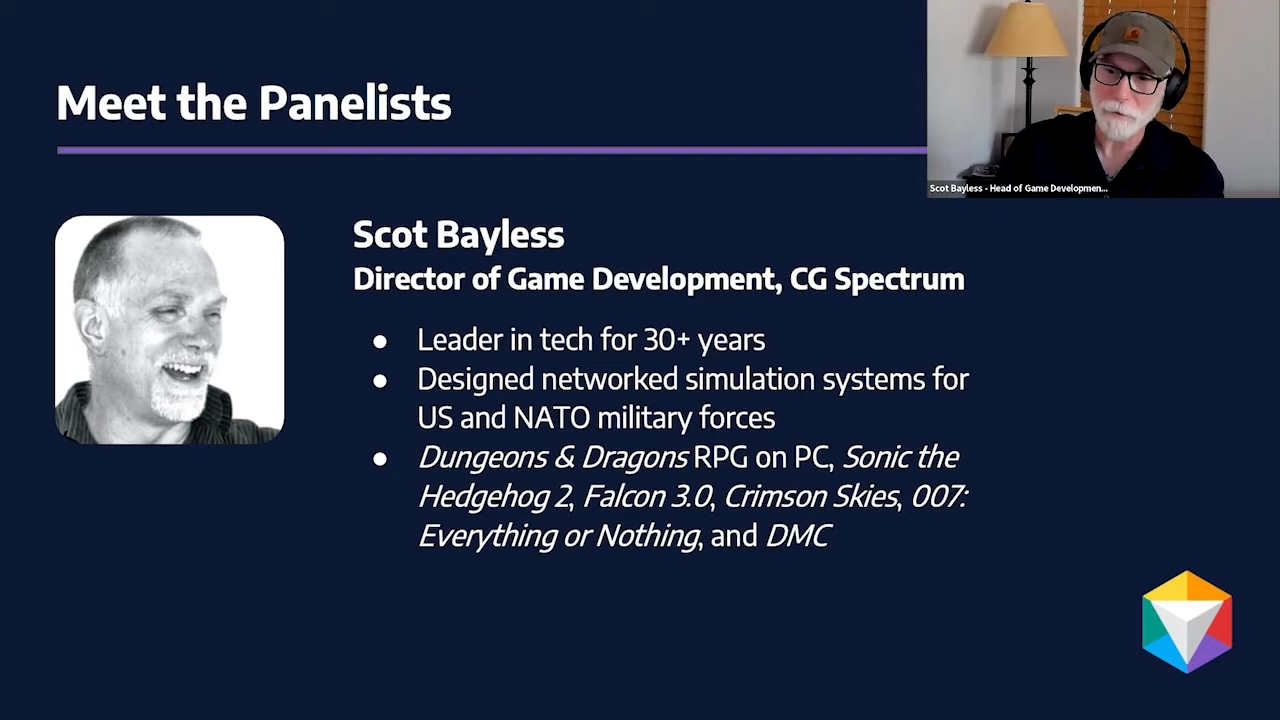 Meet the Panelists
Scot Bayless - Head of Game Developmen...
Scot Bayless
Director of Game Development, CG Spectrum
● Leader in tech for 30+ years
● Designed networked simulation systems for
US and NATO military forces
● Dungeons & Dragons RPG on PC, Sonic the
Hedgehog 2, Falcon 3.0, Crimson Skies, 007:
Everything or Nothing, and DMC